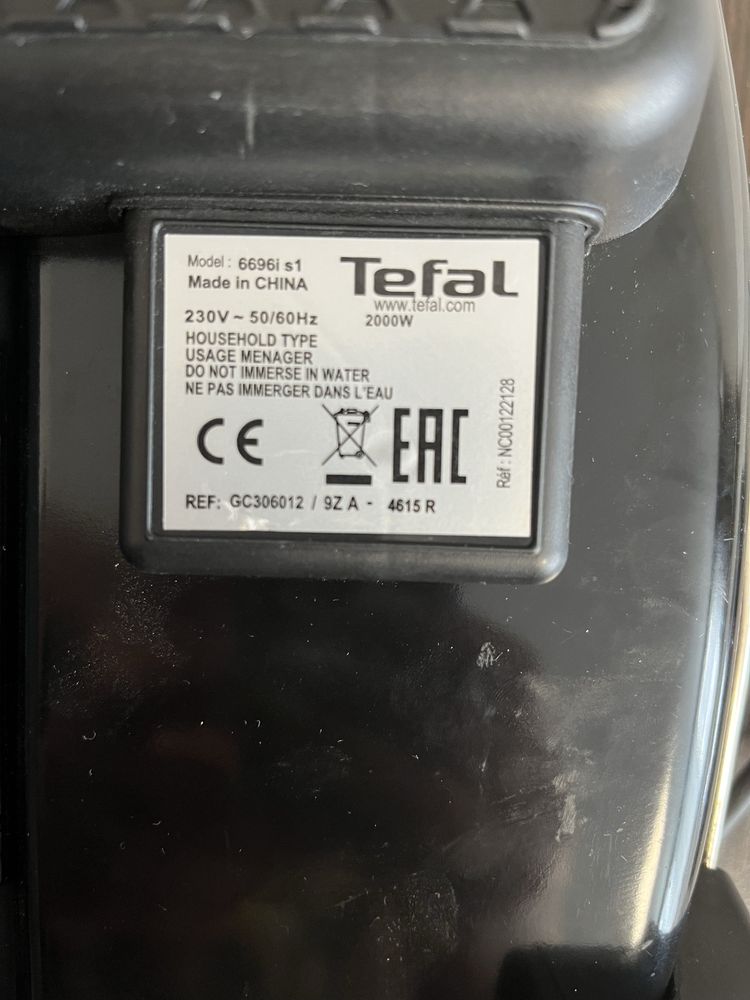 Model : 6696i s1
Made in CHINA
Tefal
www.tefal.com
230V ~ 50/60Hz 2000W
HOUSEHOLD TYPE
USAGE MENAGER
DO NOT IMMERSE IN WATER
NE PAS IMMERGER DANS L'EAU
CE
EAC
Réf : NC00122128
REF: GC306012 / 9Z A - 4615 R